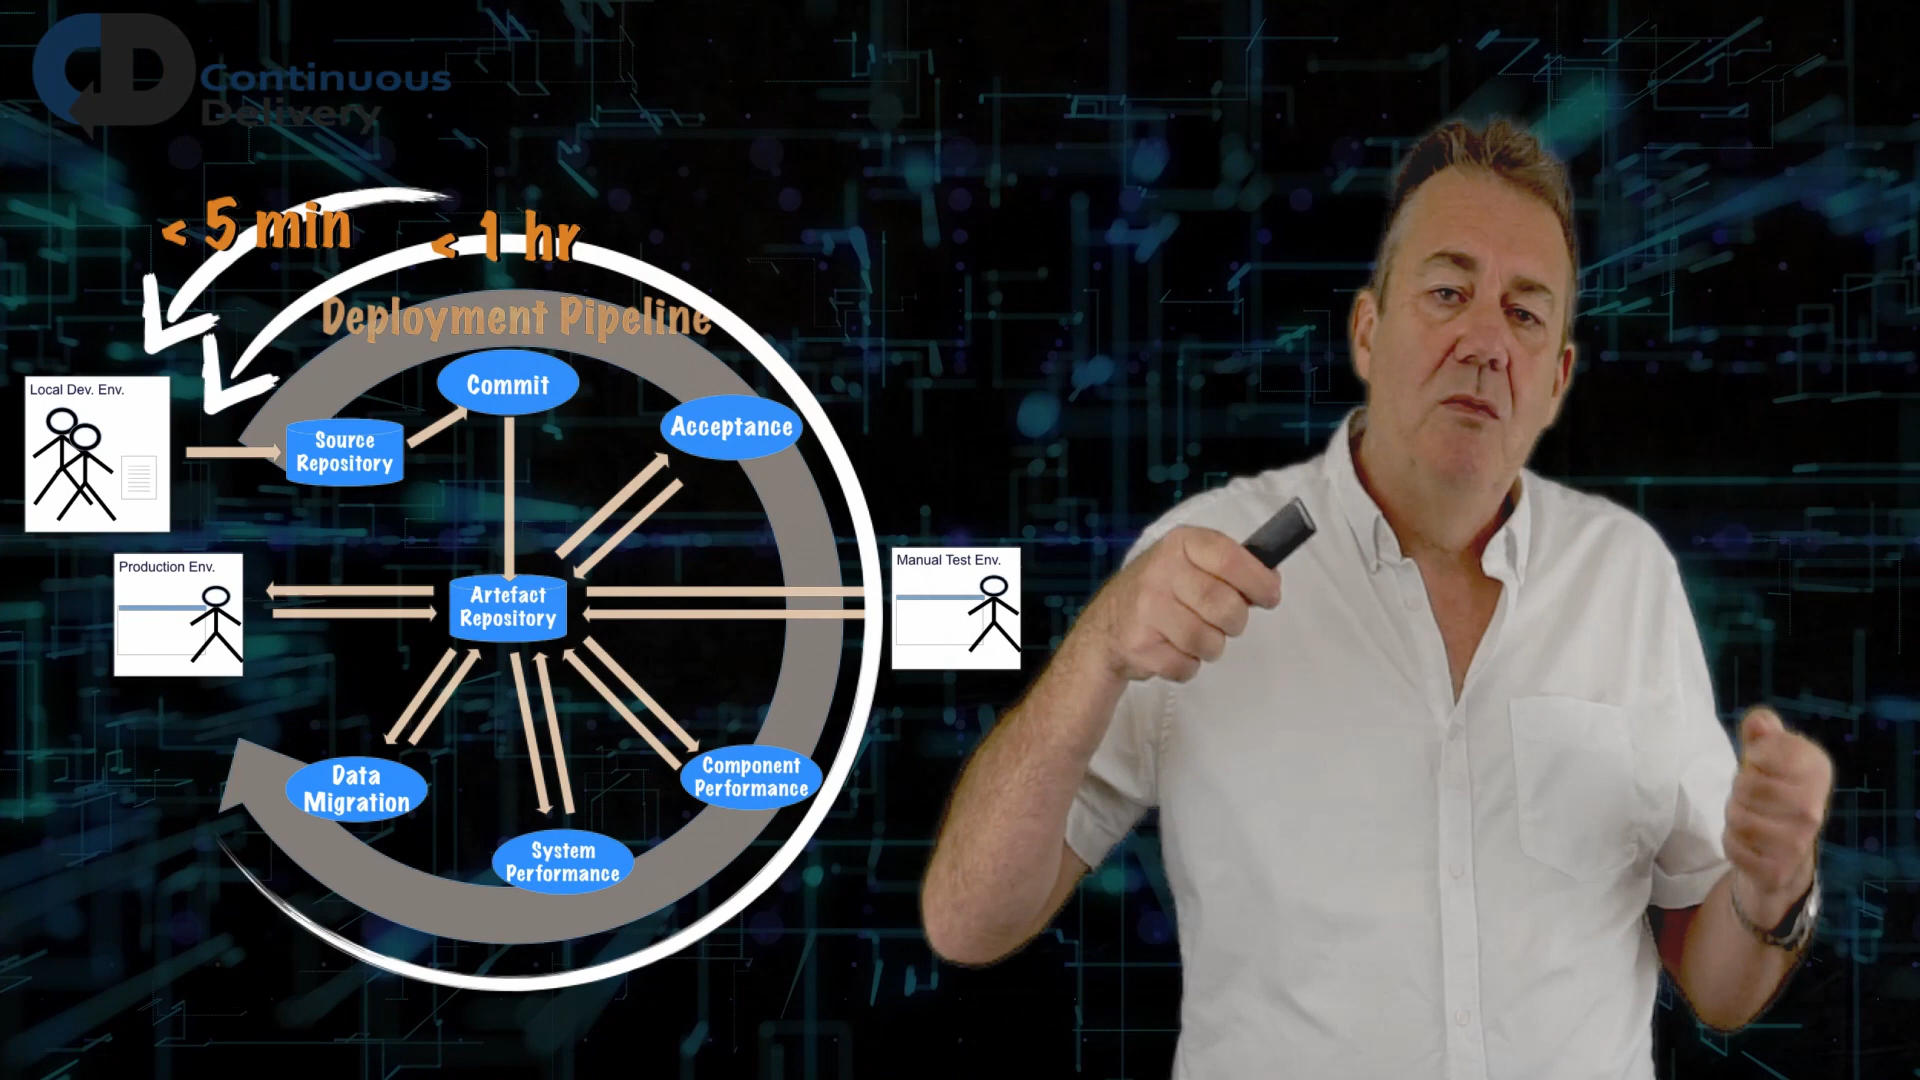 Continuous
Delivery
< 5 min
< 1 hr
Deployment Pipeline
Commit
Local Dev. Env.
Acceptance
Source
Repository
Production Env.
Manual Test Env.
Artefact
Repository
Data
Migration
Component
Performance
System
Performance